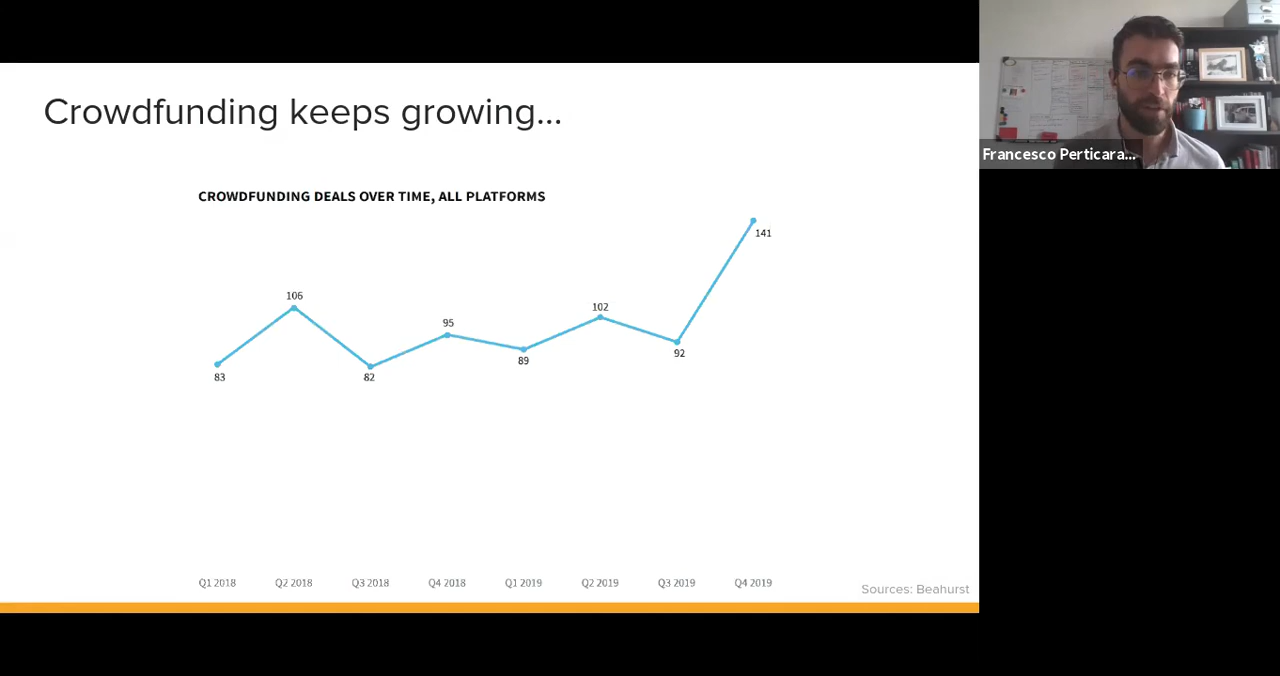 Crowdfunding keeps growing...
CROWDFUNDING DEALS OVER TIME, ALL PLATFORMS
141
106
102
95
92
89
83
82
Q1 2018
Q2 2018
Q3 2018
Q4 2018
Q1 2019
Q2 2019
Q3 2019
Q4 2019
Sources: Beahurst
Francesco Perticara...